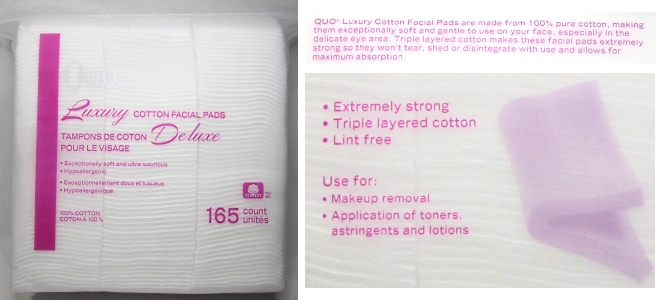 Luxury COTTON FACIAL PADS
TAMPONS DE COTON De luxe
POUR LE VISAGE
• Exceptionally soft and ultra luxurious
• Hypoallergenic
• Exceptionnellement doux et luxueux
• Hypoallergénique
100% COTTON
COTON À 100 %
165 count
unités
QUO® Luxury Cotton Facial Pads are made from 100% pure cotton, making
them exceptionally soft and gentle to use on your face, especially in the
delicate eye area. Triple layered cotton makes these facial pads extremely
strong so they won't tear, shed or disintegrate with use and allows for
maximum absorption.
• Extremely strong
• Triple layered cotton
• Lint free
Use for:
• Makeup removal
• Application of toners,
astringents and lotions